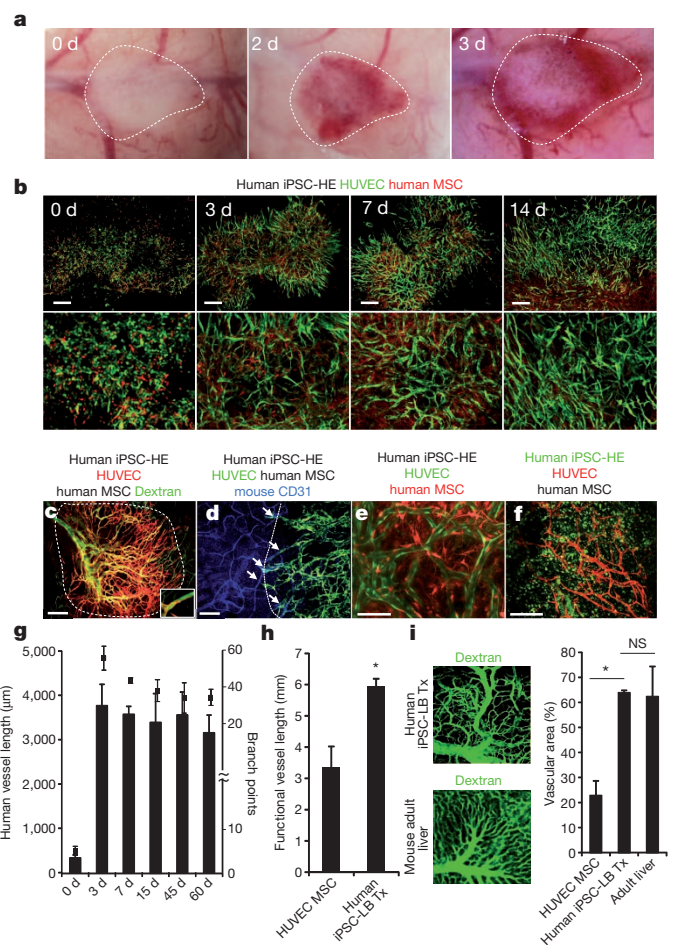 a
0 d
2 d
3 d
b
Human iPSC-HE HUVEC human MSC
0 d
3 d
7 d
14 d
Human iPSC-HE
HUVEC
human MSC Dextran
Human iPSC-HE
HUVEC human MSC
mouse CD31
Human iPSC-HE
HUVEC
human MSC
Human iPSC-HE
HUVEC
human MSC
c
d
e
f
g
Human vessel length (μm)
5,000
4,000
3,000
2,000
1,000
0
60
40
20
10
0
Branch points
0 d
3 d
7 d
15 d
45 d
60 d
h
Functional vessel length (mm)
7
6
5
4
3
2
1
0
*
HUVEC MSC
Human
iPSC-LB Tx
i
Dextran
Human
iPSC-LB Tx
Dextran
Mouse adult
liver
Vascular area (%)
80
70
60
50
40
30
20
10
0
NS
*
HUVEC MSC
Human iPSC-LB Tx
Adult liver